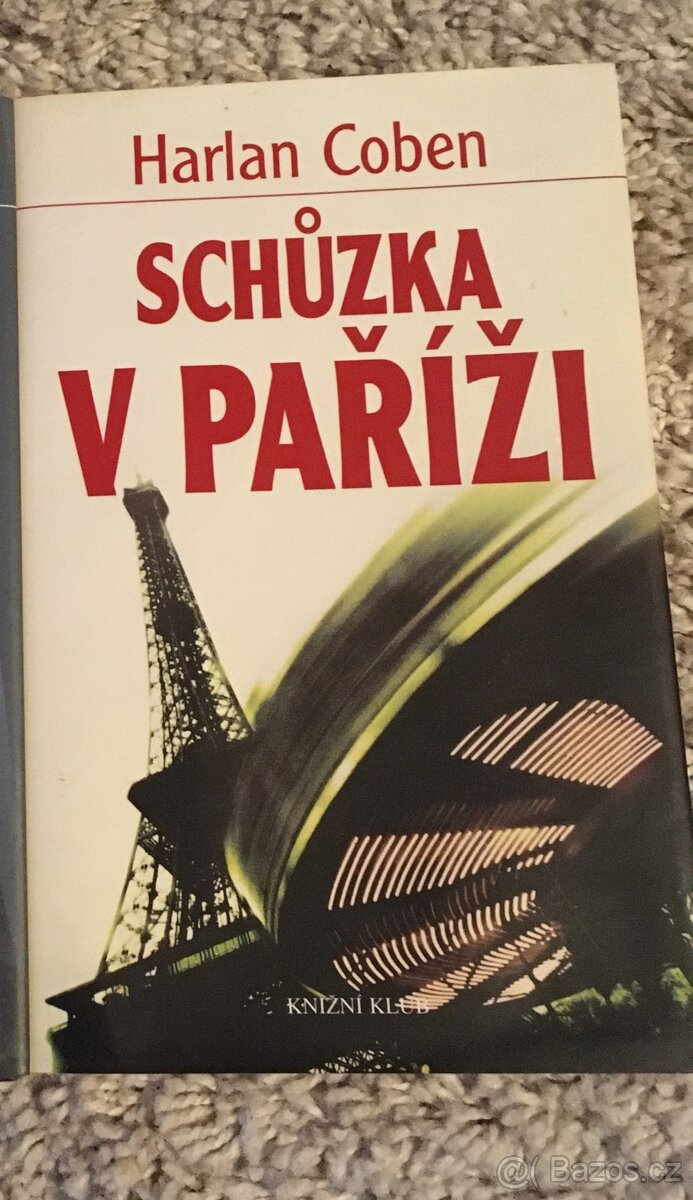 Harlan Coben
SCHŮZKA
V PAŘÍŽI
KNIŽNÍ KLUB
@( Bazos.cz